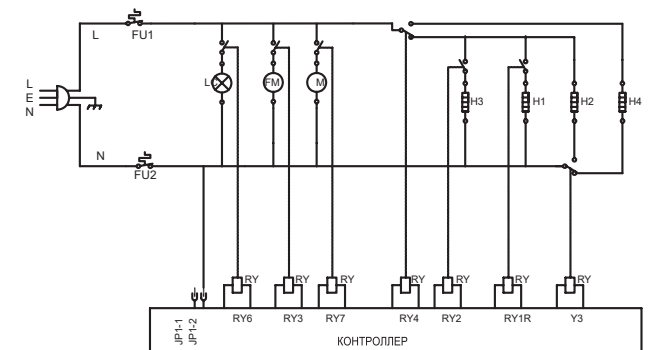 L
FU1
L
E
N
L
FM
M
H3
H1
H2
H4
N
FU2
RY
RY
RY
RY
RY
RY
RY
JP1-1
JP1-2
RY6
RY3
RY7
RY4
RY2
RY1R
Y3
КОНТРОЛЛЕР